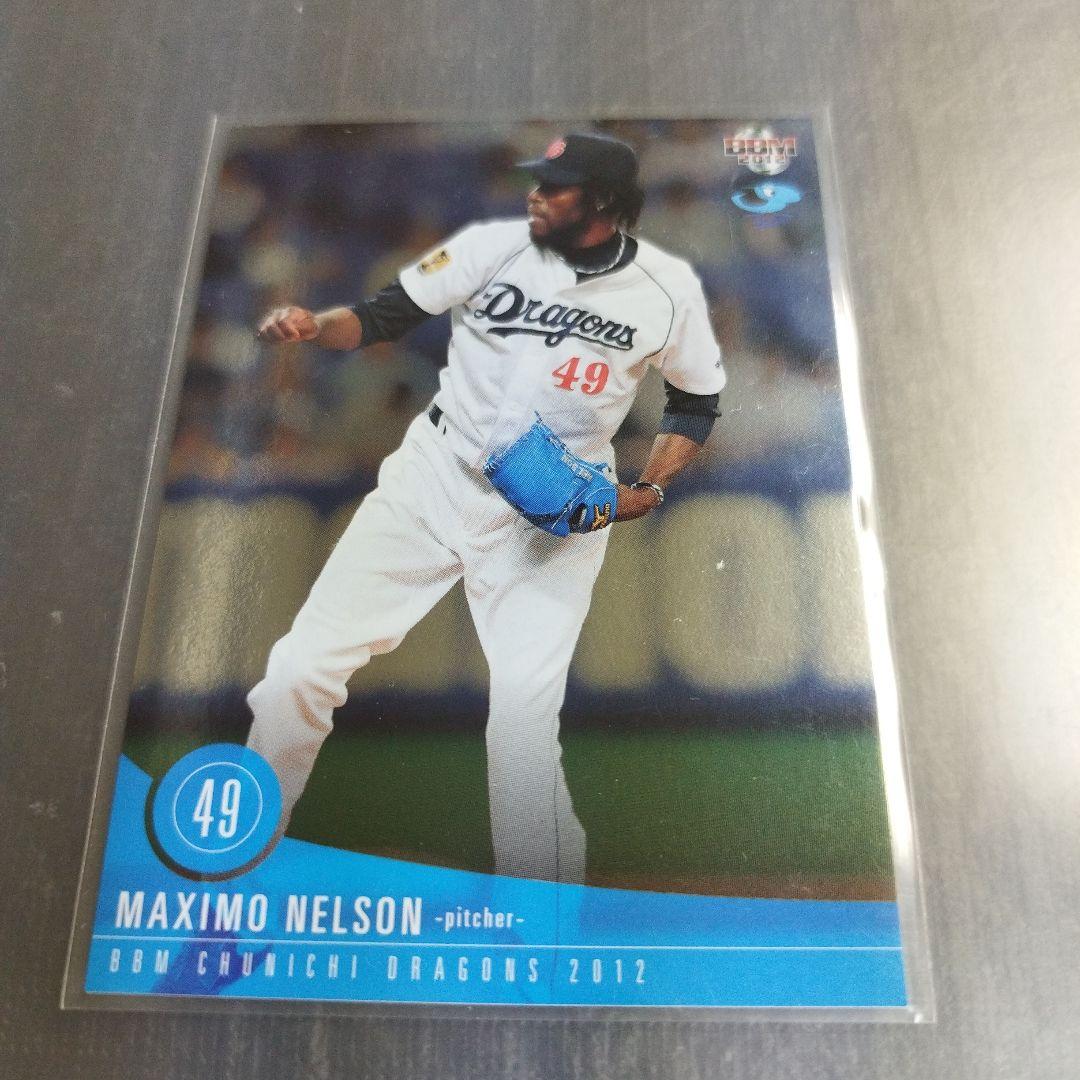 BBM
2012
Dragons
49
49
MAXIMO NELSON -pitcher-
BBM CHUNICHI DRAGONS 2012